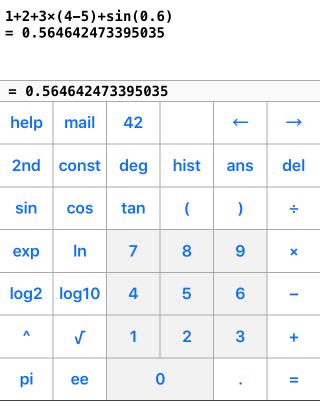 1+2+3×(4−5)+sin(0.6)
= 0.564642473395035
= 0.564642473395035
help mail 42 ← →
2nd const deg hist ans del
sin cos tan ( ) ÷
exp ln 7 8 9 ×
log2 log10 4 5 6 −
^ √ 1 2 3 +
pi ee 0 . =